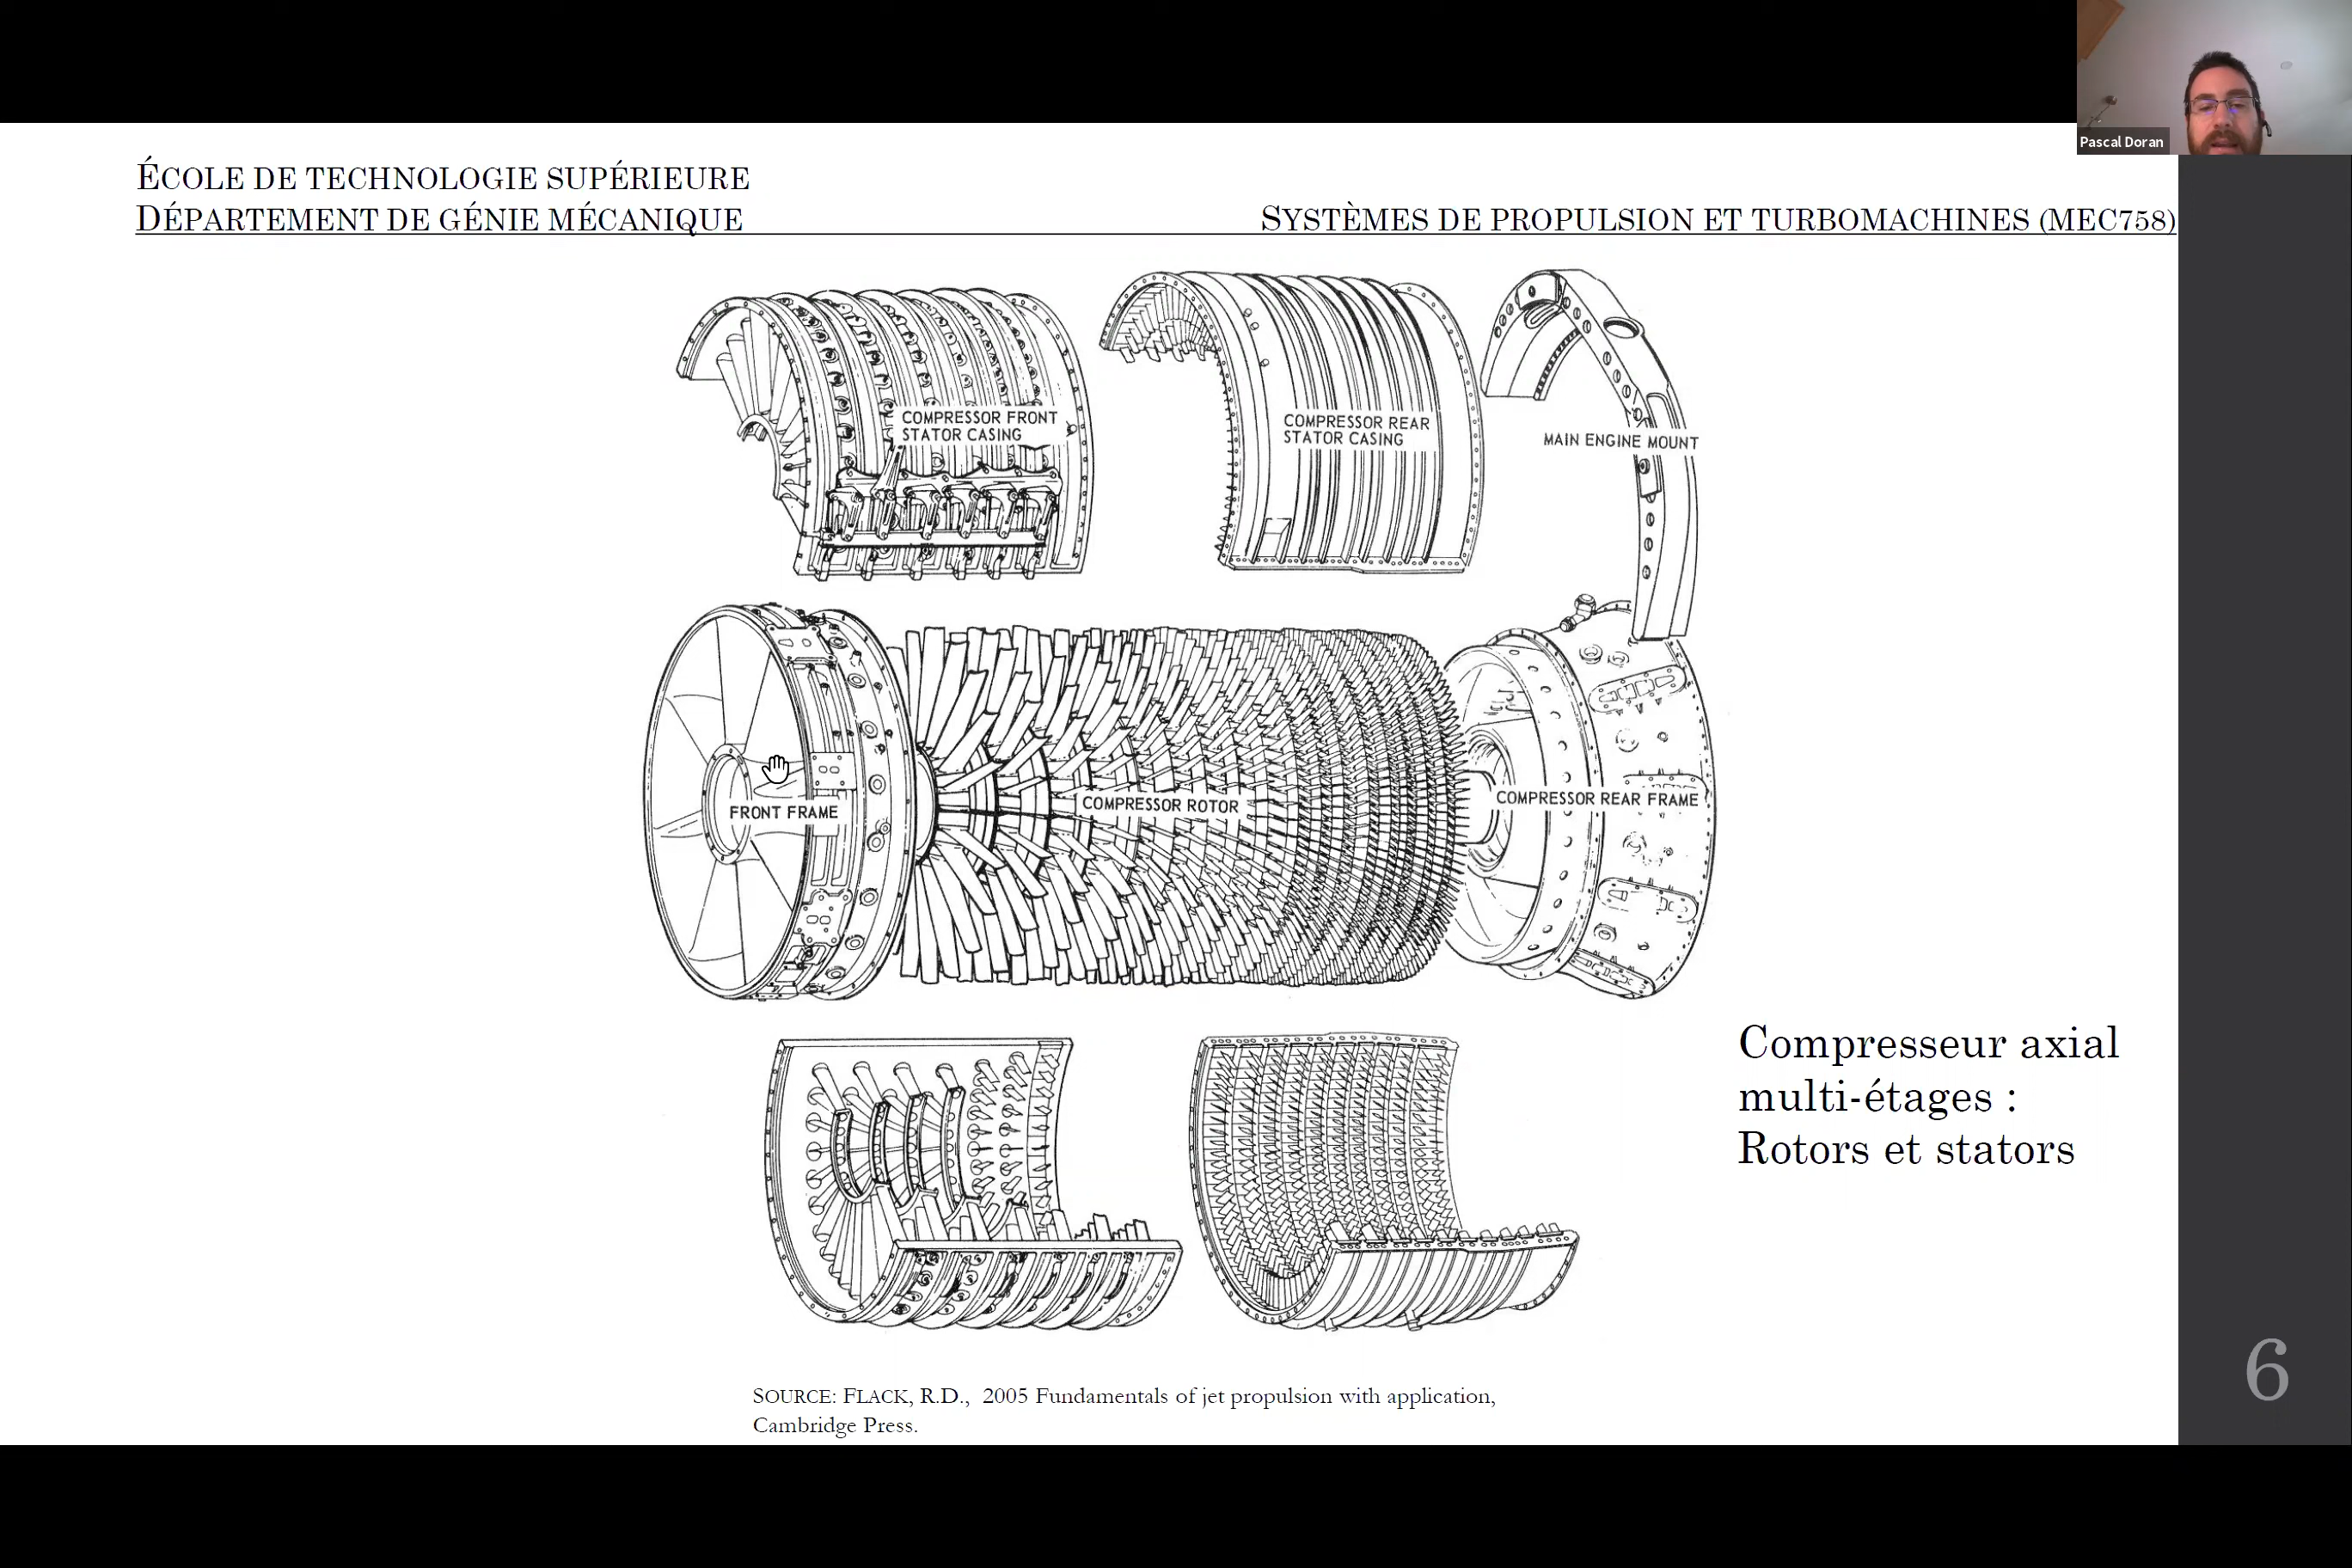 Pascal Doran
ÉCOLE DE TECHNOLOGIE SUPÉRIEURE
DÉPARTEMENT DE GÉNIE MÉCANIQUE
SYSTÈMES DE PROPULSION ET TURBOMACHINES (MEC758)
COMPRESSOR FRONT
STATOR CASING
COMPRESSOR REAR
STATOR CASING
MAIN ENGINE MOUNT
FRONT FRAME
COMPRESSOR ROTOR
COMPRESSOR REAR FRAME
Compresseur axial
multi-étages :
Rotors et stators
SOURCE: FLACK, R.D., 2005 Fundamentals of jet propulsion with application,
Cambridge Press.
6